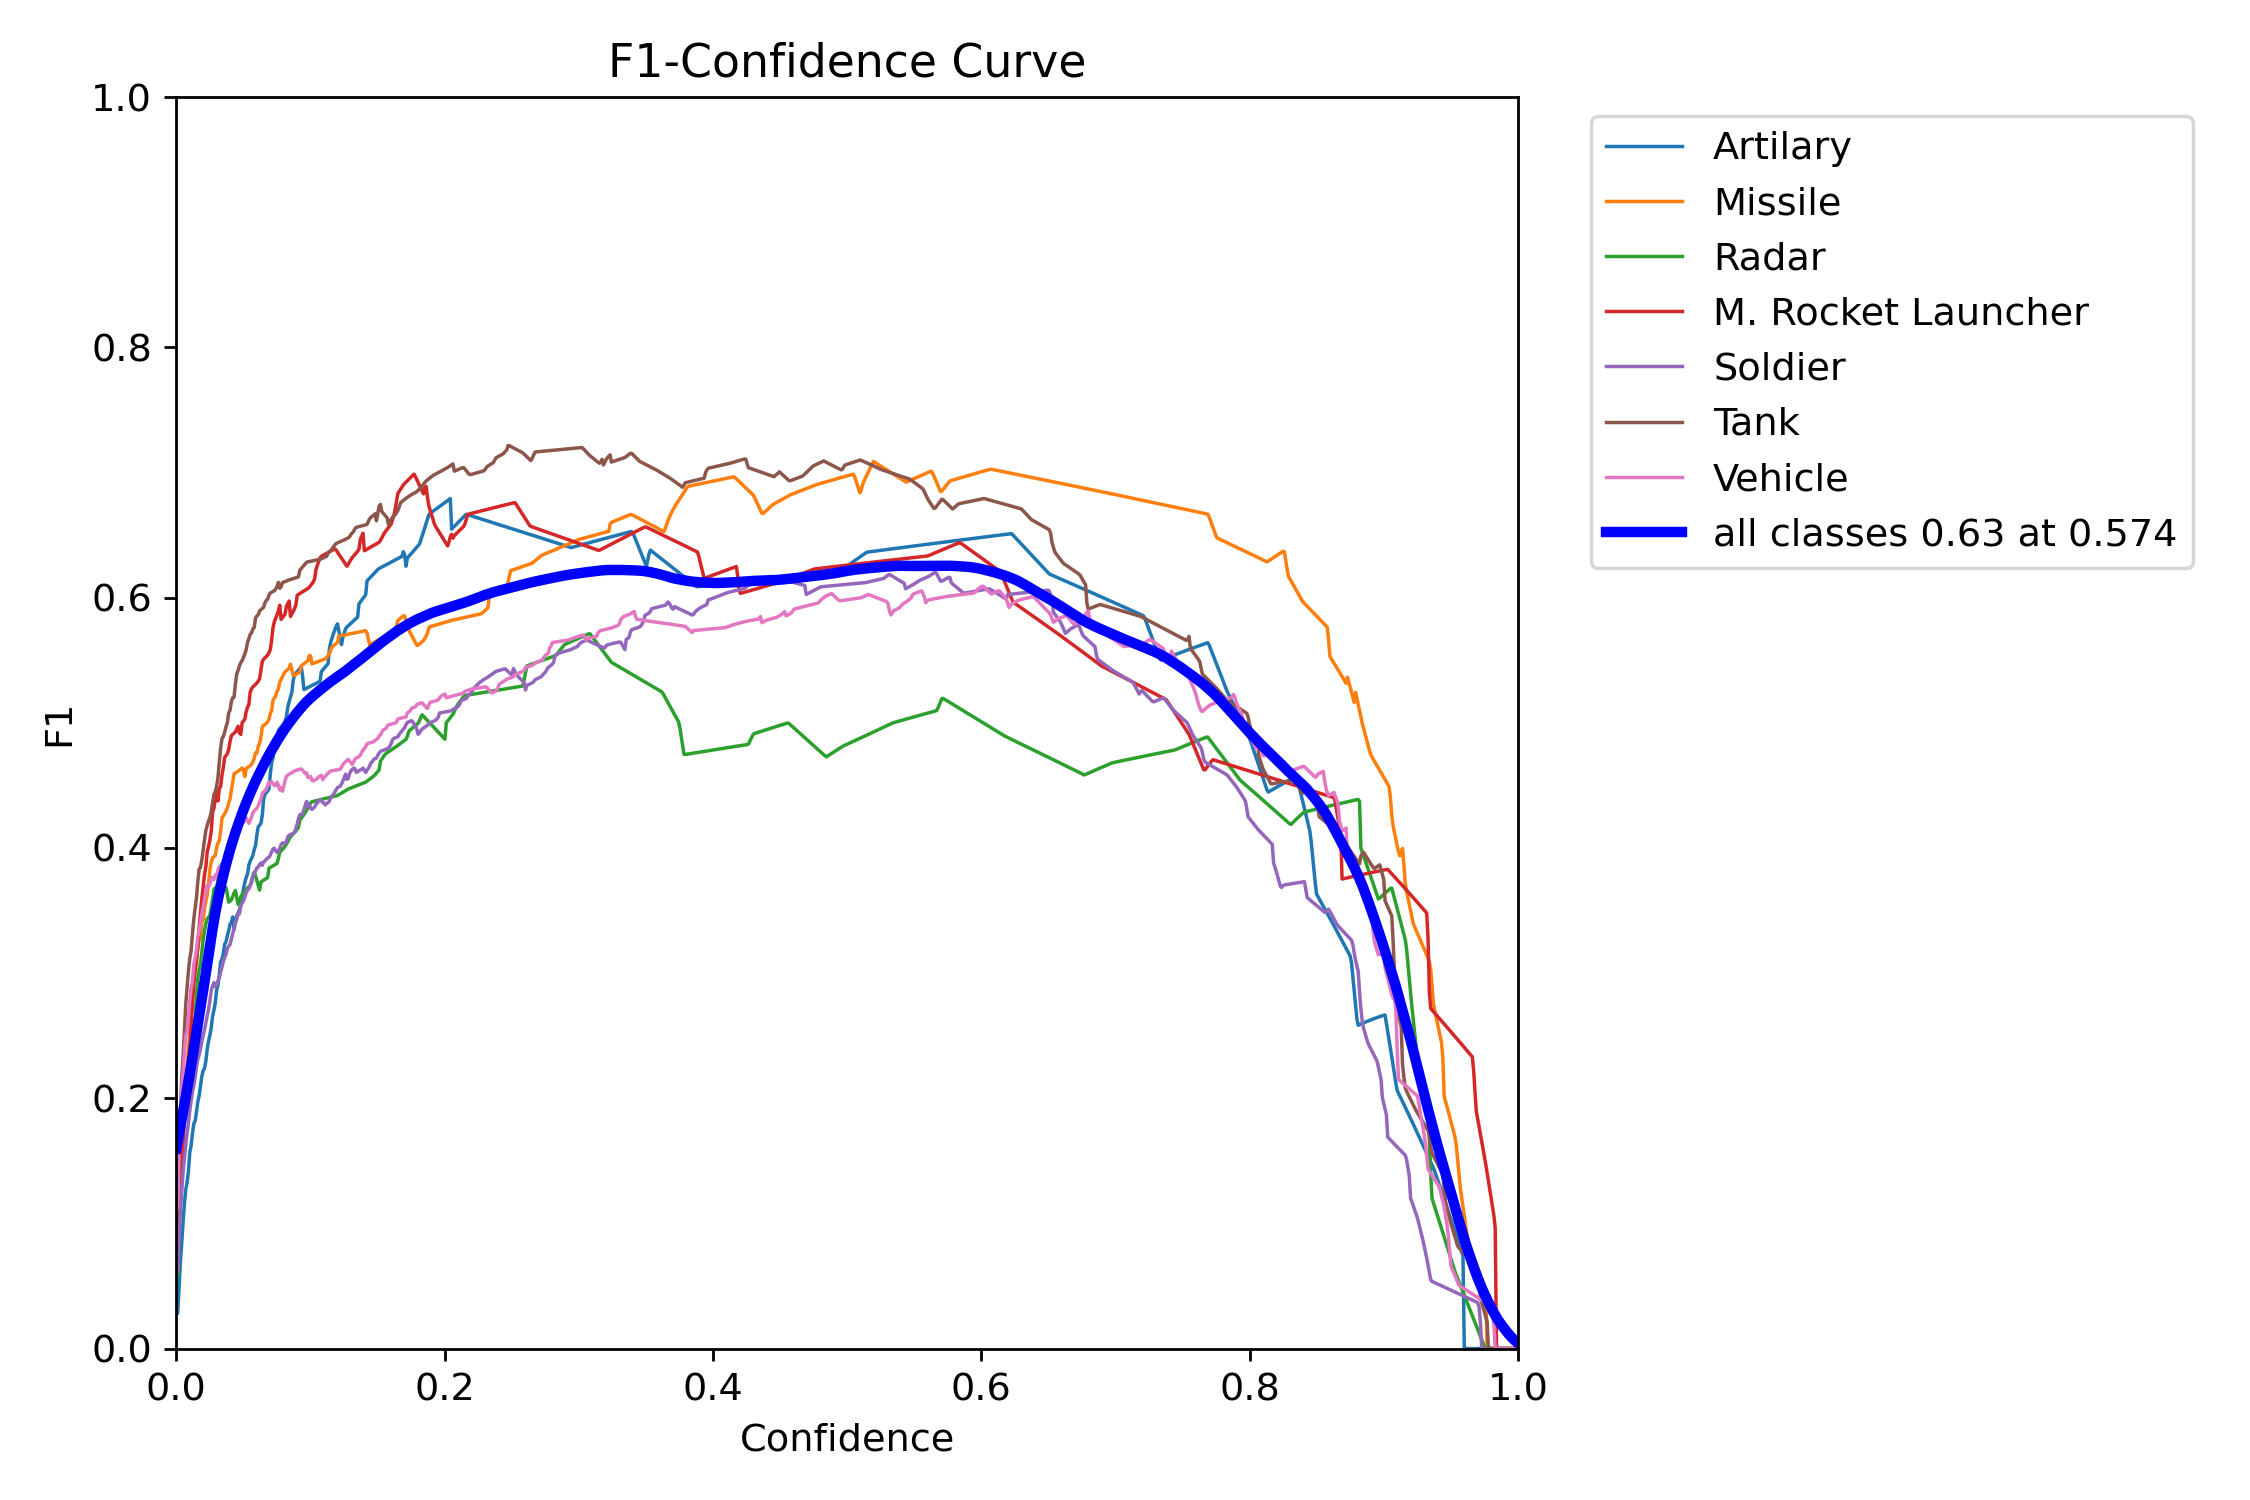 F1-Confidence Curve
1.0
0.8
0.6
0.4
0.2
0.0
F1
0.0 0.2 0.4 0.6 0.8 1.0
Confidence
Artilary
Missile
Radar
M. Rocket Launcher
Soldier
Tank
Vehicle
all classes 0.63 at 0.574